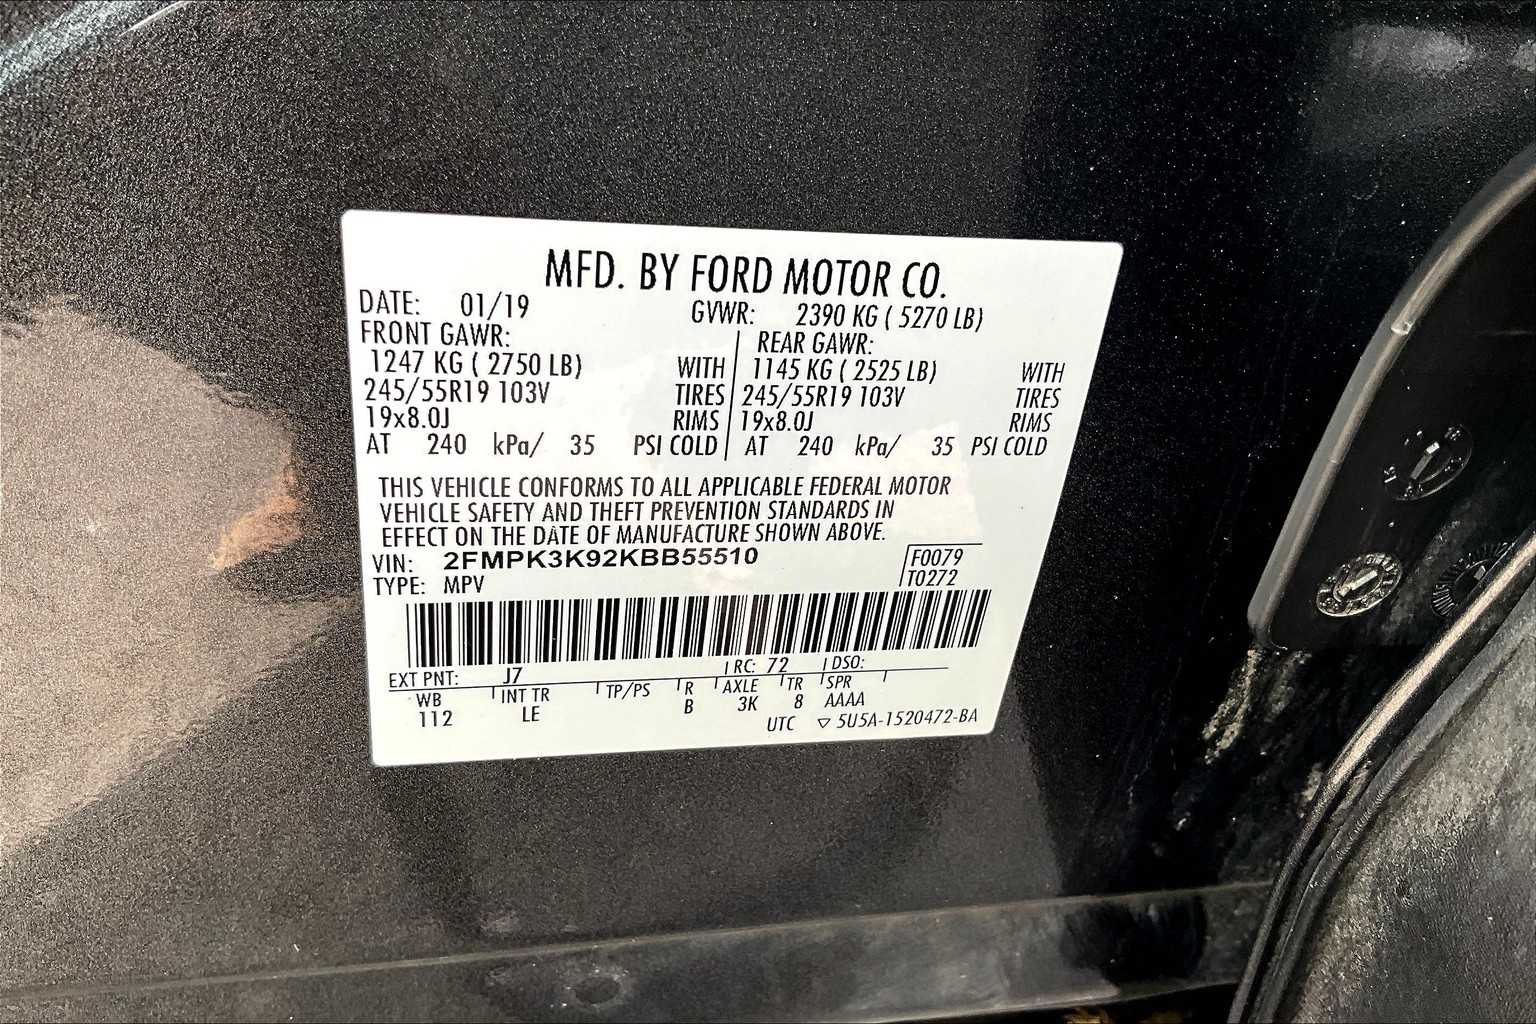 MFD. BY FORD MOTOR CO.
DATE: 01/19 GVWR: 2390 KG ( 5270 LB)
FRONT GAWR: REAR GAWR:
1247 KG ( 2750 LB) WITH 1145 KG ( 2525 LB) WITH
245/55R19 103V TIRES 245/55R19 103V TIRES
19x8.0J RIMS 19x8.0J RIMS
AT 240 kPa/ 35 PSI COLD AT 240 kPa/ 35 PSI COLD
THIS VEHICLE CONFORMS TO ALL APPLICABLE FEDERAL MOTOR
VEHICLE SAFETY AND THEFT PREVENTION STANDARDS IN
EFFECT ON THE DATE OF MANUFACTURE SHOWN ABOVE.
VIN: 2FMPK3K92KBB55510 F0079
TYPE: MPV T0272
EXT PNT: J7 RC: 72 DSO:
WB INT TR TP/PS R AXLE TR SPR
112 LE B 3K 8 AAAA
UTC ▽ 5U5A-1520472-BA